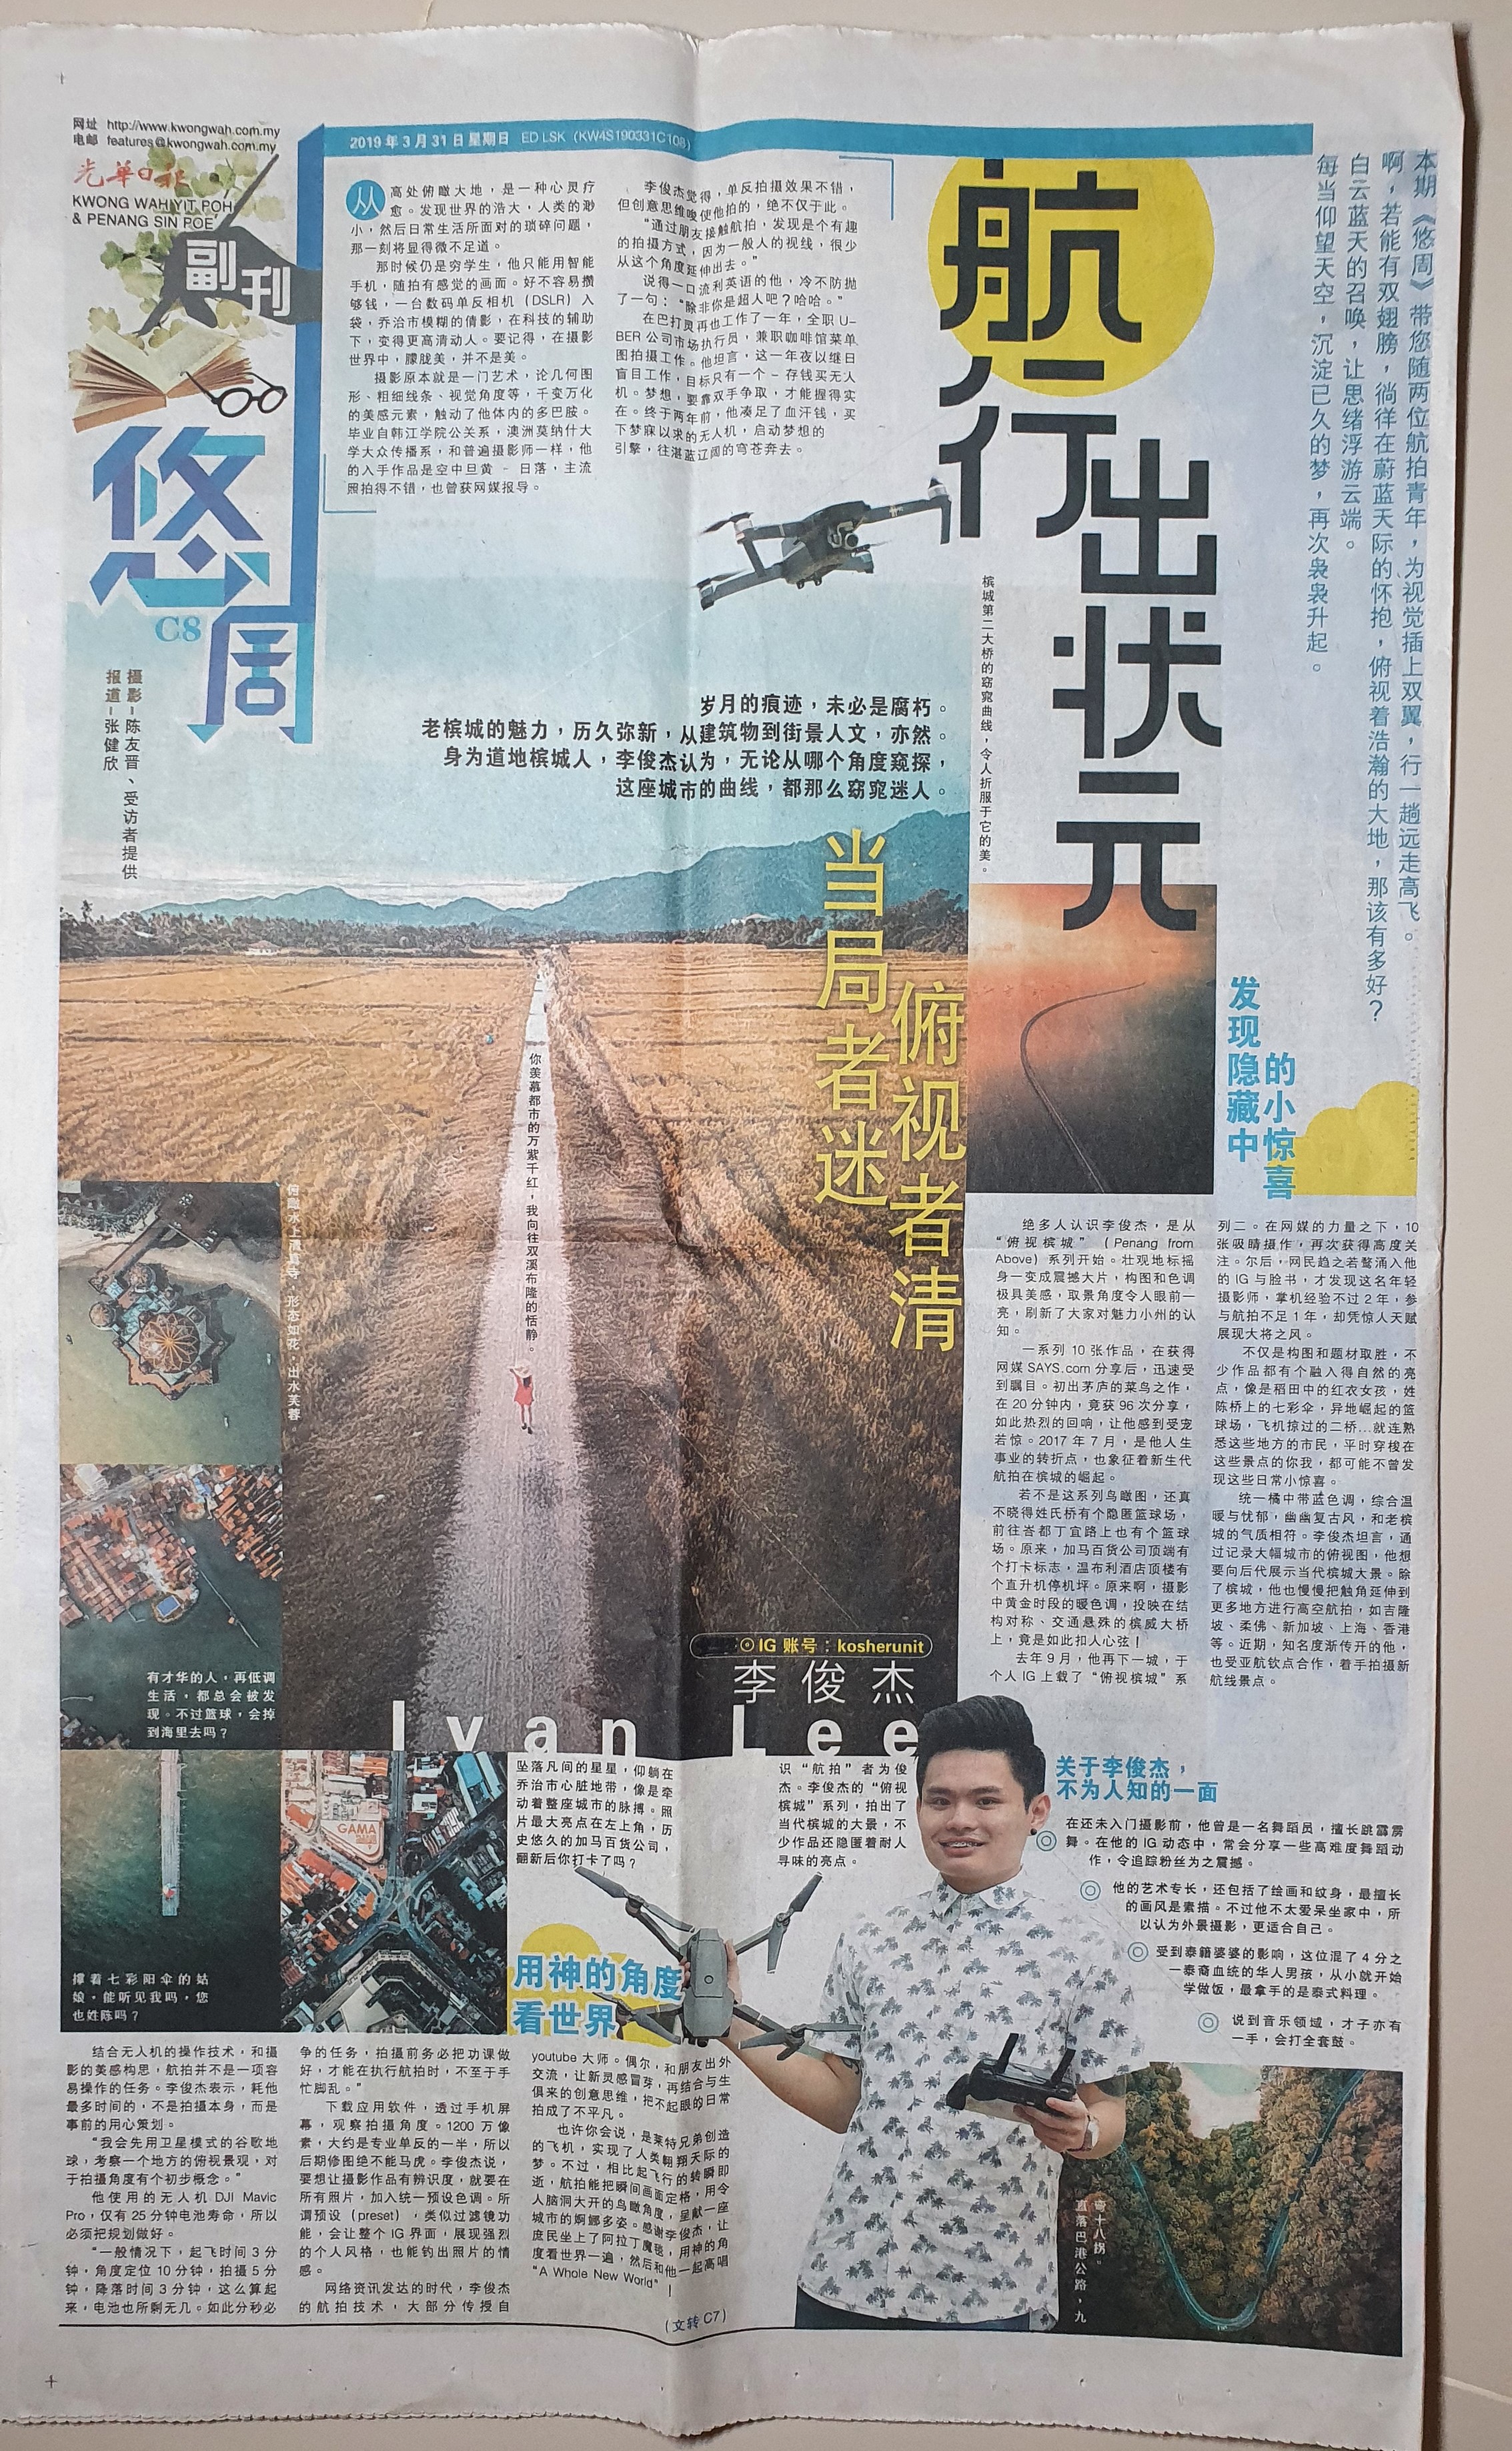 网址 http://www.kwongwah.com.my
电邮 features@kwongwah.com.my
光華日報
KWONG WAH YIT POH
& PENANG SIN POE
副刊
悠周
C8
摄影-陈友晋、受访者提供
报道-张健欣
2019年3月31日星期日 ED LSK (KW4S190331C108)
航行出状元
本期《悠周》带您随两位航拍青年，为视觉插上双翼，行一趟远走高飞。
啊，若能有双翅膀，徜徉在蔚蓝天际的怀抱，俯视着浩瀚的大地，那该有多好？
白云蓝天的召唤，让思绪浮游云端。
每当仰望天空，沉淀已久的梦，再次袅袅升起。
从高处俯瞰大地，是一种心灵疗
愈。发现世界的浩大，人类的渺
小，然后日常生活所面对的琐碎问题，
那一刻将显得微不足道。
那时候仍是穷学生，他只能用智能
手机，随拍有感觉的画面。好不容易攒
够钱，一台数码单反相机（DSLR）入
袋，乔治市模糊的倩影，在科技的辅助
下，变得更高清动人。要记得，在摄影
世界中，朦胧美，并不是美。
摄影原本就是一门艺术，论几何图
形、粗细线条、视觉角度等，千变万化
的美感元素，触动了他体内的多巴胺。
毕业自韩江学院公关系，澳洲莫纳什大
学大众传播系，和普遍摄影师一样，他
的入手作品是空中旦黄 - 日落，主流
圆拍得不错，也曾获网媒报导。
李俊杰觉得，单反拍摄效果不错，
但创意思维唆使他拍的，绝不仅于此。
“通过朋友接触航拍，发现是个有趣
的拍摄方式，因为一般人的视线，很少
从这个角度延伸出去。”
说得一口流利英语的他，冷不防抛
了一句：“除非你是超人吧？哈哈。”
在巴打灵再也工作了一年，全职U-
BER公司市场执行员，兼职咖啡馆菜单
图拍摄工作。他坦言，这一年夜以继日
盲目工作，目标只有一个 - 存钱买无人
机。梦想，要靠双手争取，才能握得实
在。终于两年前，他凑足了血汗钱，买
下梦寐以求的无人机，启动梦想的
引擎，往湛蓝辽阔的穹苍奔去。
槟城第二大桥的窈窕曲线，令人折服于它的美。
岁月的痕迹，未必是腐朽。
老槟城的魅力，历久弥新，从建筑物到街景人文，亦然。
身为道地槟城人，李俊杰认为，无论从哪个角度窥探，
这座城市的曲线，都那么窈窕迷人。
当局者迷
俯视者清
你羡慕都市的万紫千红，我向往双溪布隆的恬静。
俯瞰水上清真寺，形态如花，出水芙蓉。
有才华的人，再低调
生活，都总会被发
现。不过篮球，会掉
到海里去吗？
IG 账号：kosherunit
李俊杰
Ivan Lee
发现隐藏中
的小惊喜
绝多人认识李俊杰，是从
“俯视槟城”（Penang from
Above）系列开始。壮观地标摇
身一变成震撼大片，构图和色调
极具美感，取景角度令人眼前一
亮，刷新了大家对魅力小州的认
知。
一系列10张作品，在获得
网媒SAYS.com分享后，迅速受
到瞩目。初出茅庐的菜鸟之作，
在20分钟内，竟获96次分享，
如此热烈的回响，让他感到受宠
若惊。2017年7月，是他人生
事业的转折点，也象征着新生代
航拍在槟城的崛起。
若不是这系列鸟瞰图，还真
不晓得姓氏桥有个隐匿篮球场，
前往峇都丁宜路上也有个篮球
场。原来，加马百货公司顶端有
个打卡标志，温布利酒店顶楼有
个直升机停机坪。原来啊，摄影
中黄金时段的暖色调，投映在结
构对称、交通悬殊的槟威大桥
上，竟是如此扣人心弦！
去年9月，他再下一城，于
个人IG上载了“俯视槟城”系
列二。在网媒的力量之下，10
张吸睛摄作，再次获得高度关
注。尔后，网民趋之若鹜涌入他
的IG与脸书，才发现这名年轻
摄影师，掌机经验不过2年，参
与航拍不足1年，却凭惊人天赋
展现大将之风。
不仅是构图和题材取胜，不
少作品都有个融入得自然的亮
点，像是稻田中的红衣女孩，姓
陈桥上的七彩伞，异地崛起的篮
球场，飞机掠过的二桥…就连熟
悉这些地方的市民，平时穿梭在
这些景点的你我，都可能不曾发
现这些日常小惊喜。
统一橘中带蓝色调，综合温
暖与忧郁，幽幽复古风，和老槟
城的气质相符。李俊杰坦言，通
过记录大幅城市的俯视图，他想
要向后代展示当代槟城大景。除
了槟城，他也慢慢把触角延伸到
更多地方进行高空航拍，如吉隆
坡、柔佛、新加坡、上海、香港
等。近期，知名度渐传开的他，
也受亚航钦点合作，着手拍摄新
航线景点。
GAMA
撑着七彩阳伞的姑
娘，能听见我吗，您
也姓陈吗？
坠落凡间的星星，仰躺在
乔治市心脏地带，像是牵
动着整座城市的脉搏。照
片最大亮点在左上角，历
史悠久的加马百货公司，
翻新后你打卡了吗？
识“航拍”者为俊
杰。李俊杰的“俯视
槟城”系列，拍出了
当代槟城的大景，不
少作品还隐匿着耐人
寻味的亮点。
关于李俊杰，
不为人知的一面
在还未入门摄影前，他曾是一名舞蹈员，擅长跳霹雳
舞。在他的IG动态中，常会分享一些高难度舞蹈动
作，令追踪粉丝为之震撼。
他的艺术专长，还包括了绘画和纹身，最擅长
的画风是素描。不过他不太爱呆坐家中，所
以认为外景摄影，更适合自己。
受到泰籍婆婆的影响，这位混了4分之
一泰裔血统的华人男孩，从小就开始
学做饭，最拿手的是泰式料理。
说到音乐领域，才子亦有
一手，会打全套鼓。
用神的角度
看世界
结合无人机的操作技术，和摄
影的美感构思，航拍并不是一项容
易操作的任务。李俊杰表示，耗他
最多时间的，不是拍摄本身，而是
事前的用心策划。
“我会先用卫星模式的谷歌地
球，考察一个地方的俯视景观，对
于拍摄角度有个初步概念。”
他使用的无人机DJI Mavic
Pro，仅有25分钟电池寿命，所以
必须把规划做好。
“一般情况下，起飞时间3分
钟，角度定位10分钟，拍摄5分
钟，降落时间3分钟，这么算起
来，电池也所剩无几。如此分秒必
争的任务，拍摄前务必把功课做
好，才能在执行航拍时，不至于手
忙脚乱。”
下载应用软件，透过手机屏
幕，观察拍摄角度。1200万像
素，大约是专业单反的一半，所以
后期修图绝不能马虎。李俊杰说，
要想让摄影作品有辨识度，就要在
所有照片，加入统一预设色调。所
谓预设（preset），类似过滤镜功
能，会让整个IG界面，展现强烈
的个人风格，也能钓出照片的情
感。
网络资讯发达的时代，李俊杰
的航拍技术，大部分传授自
youtube大师。偶尔，和朋友出外
交流，让新灵感冒芽，再结合与生
俱来的创意思维，把不起眼的日常
拍成了不平凡。
也许你会说，是莱特兄弟创造
的飞机，实现了人类翱翔天际的
梦。不过，相比起飞行的转瞬即
逝，航拍能把瞬间画面定格，用令
人脑洞大开的鸟瞰角度，呈献一座
城市的婀娜多姿。感谢李俊杰，让
庶民坐上了阿拉丁魔毯，用神的角
度看世界一遍，然后和他一起高唱
“A Whole New World”！
（文转C7）
直落巴港公路，九
弯十八拐。